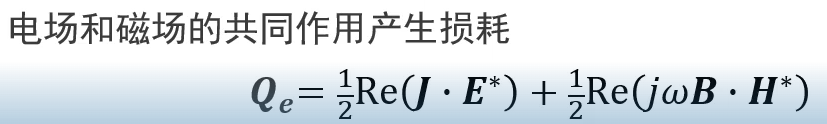 电场和磁场的共同作用产生损耗
Qₑ= ½Re(J · E*) + ½Re(jωB · H*)